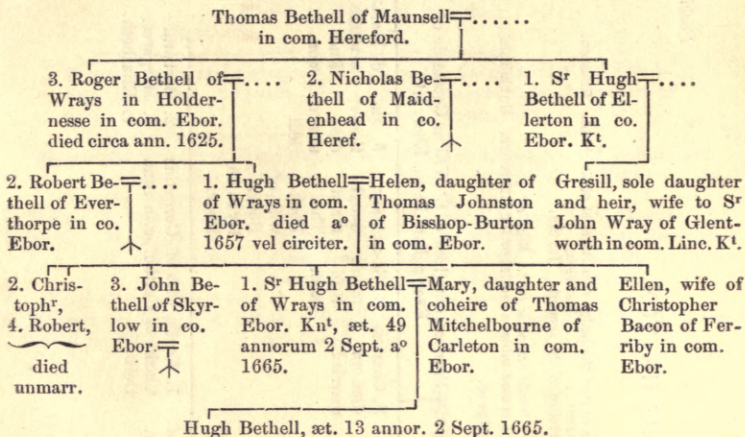 Thomas Bethell of Maunsell=......
in com. Hereford.
3. Roger Bethell of=....
Wrays in Holder-
nesse in com. Ebor.
died circa ann. 1625.
2. Nicholas Be-=....
thell of Maid-
enhead in co.
Heref.
1. Sʳ Hugh=....
Bethell of El-
lerton in co.
Ebor. Kᵗ.
2. Robert Be-=....
thell of Ever-
thorpe in co.
Ebor.
1. Hugh Bethell=
of Wrays in com.
Ebor. died aº
1657 vel circiter.
Helen, daughter of
Thomas Johnston
of Bisshop-Burton
in com. Ebor.
Gresill, sole daughter
and heir, wife to Sʳ
John Wray of Glent-
worth in com. Linc. Kᵗ.
2. Chris-
tophʳ,
4. Robert,
died
unmarr.
3. John Be-
thell of Skyr-
low in co.
Ebor.=
1. Sʳ Hugh Bethell=
of Wrays in com.
Ebor. Knᵗ, æt. 49
annorum 2 Sept. aº
1665.
Mary, daughter and
coheire of Thomas
Mitchelbourne of
Carleton in com.
Ebor.
Ellen, wife of
Christopher
Bacon of Fer-
riby in com.
Ebor.
Hugh Bethell, æt. 13 annor. 2 Sept. 1665.